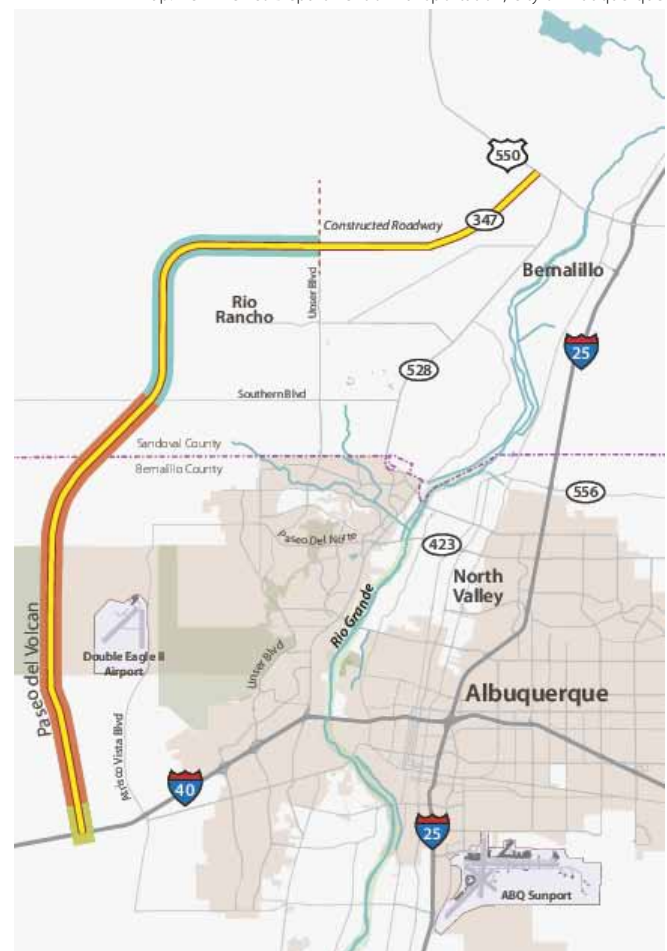 550
Constructed Roadway
347
Bernalillo
Rio
Rancho
Unser Blvd
25
528
Southern Blvd
Sandoval County
Bernalillo County
556
Paseo Del Norte
423
North
Valley
Rio Grande
Paseo del Volcan
Double Eagle II
Airport
Unser Blvd
Albuquerque
Atrisco Vista Blvd
40
25
ABQ Sunport